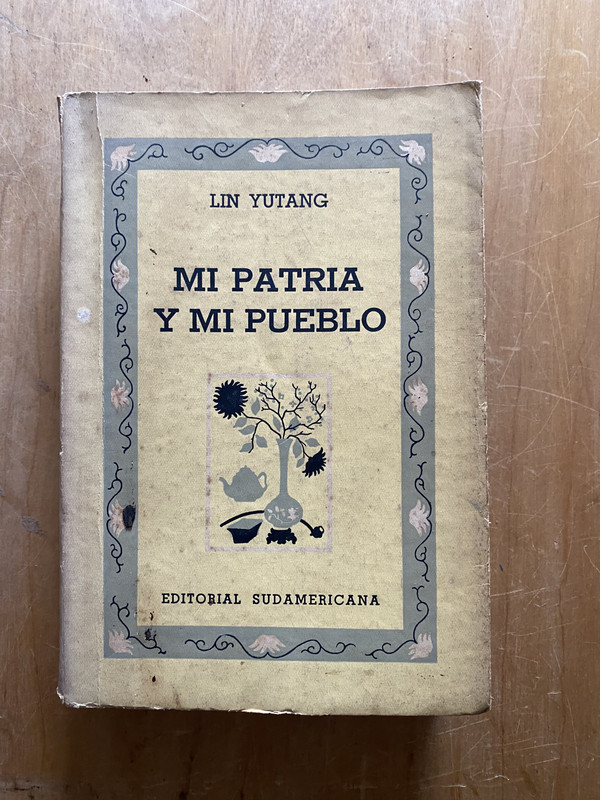 LIN YUTANG
MI PATRIA
Y MI PUEBLO
EDITORIAL SUDAMERICANA